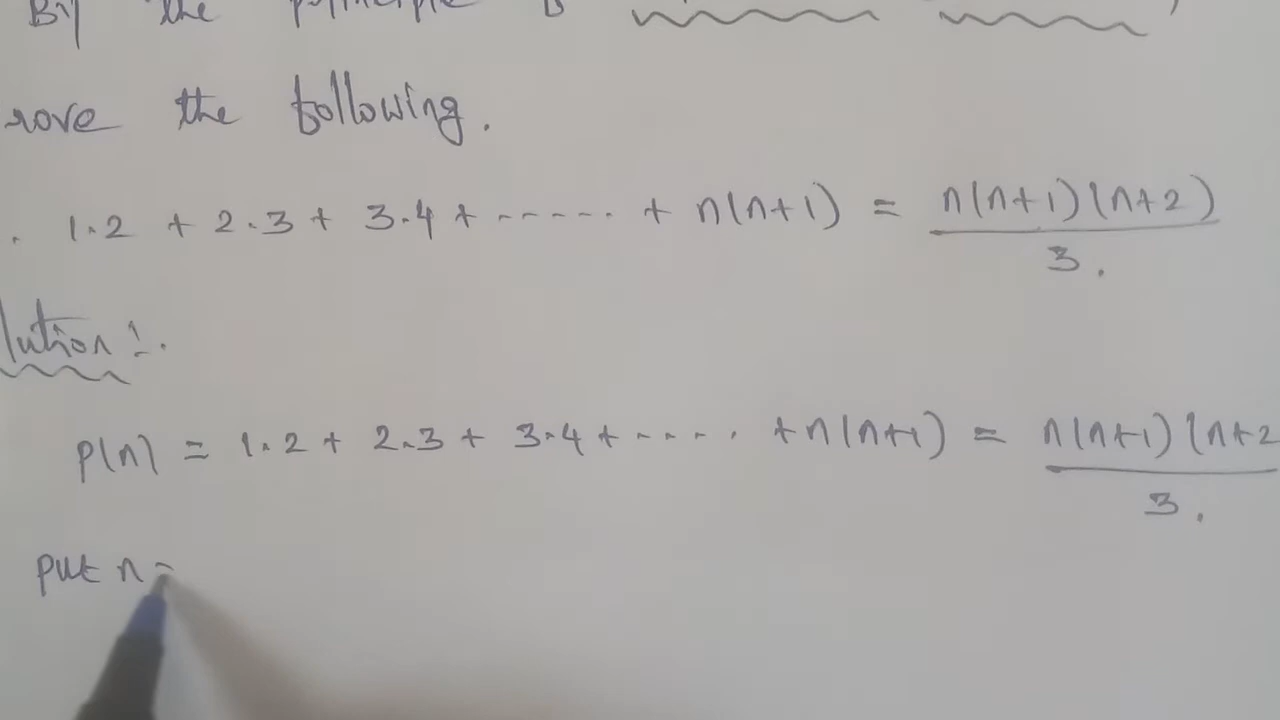 By the principle
rove the following.
. 1.2 + 2.3 + 3.4 + ...... + n(n+1) = n(n+1)(n+2)
3.
lution :.
p(n) = 1.2 + 2.3 + 3.4 + ..... + n(n+1) = n(n+1)(n+2
3.
put n =